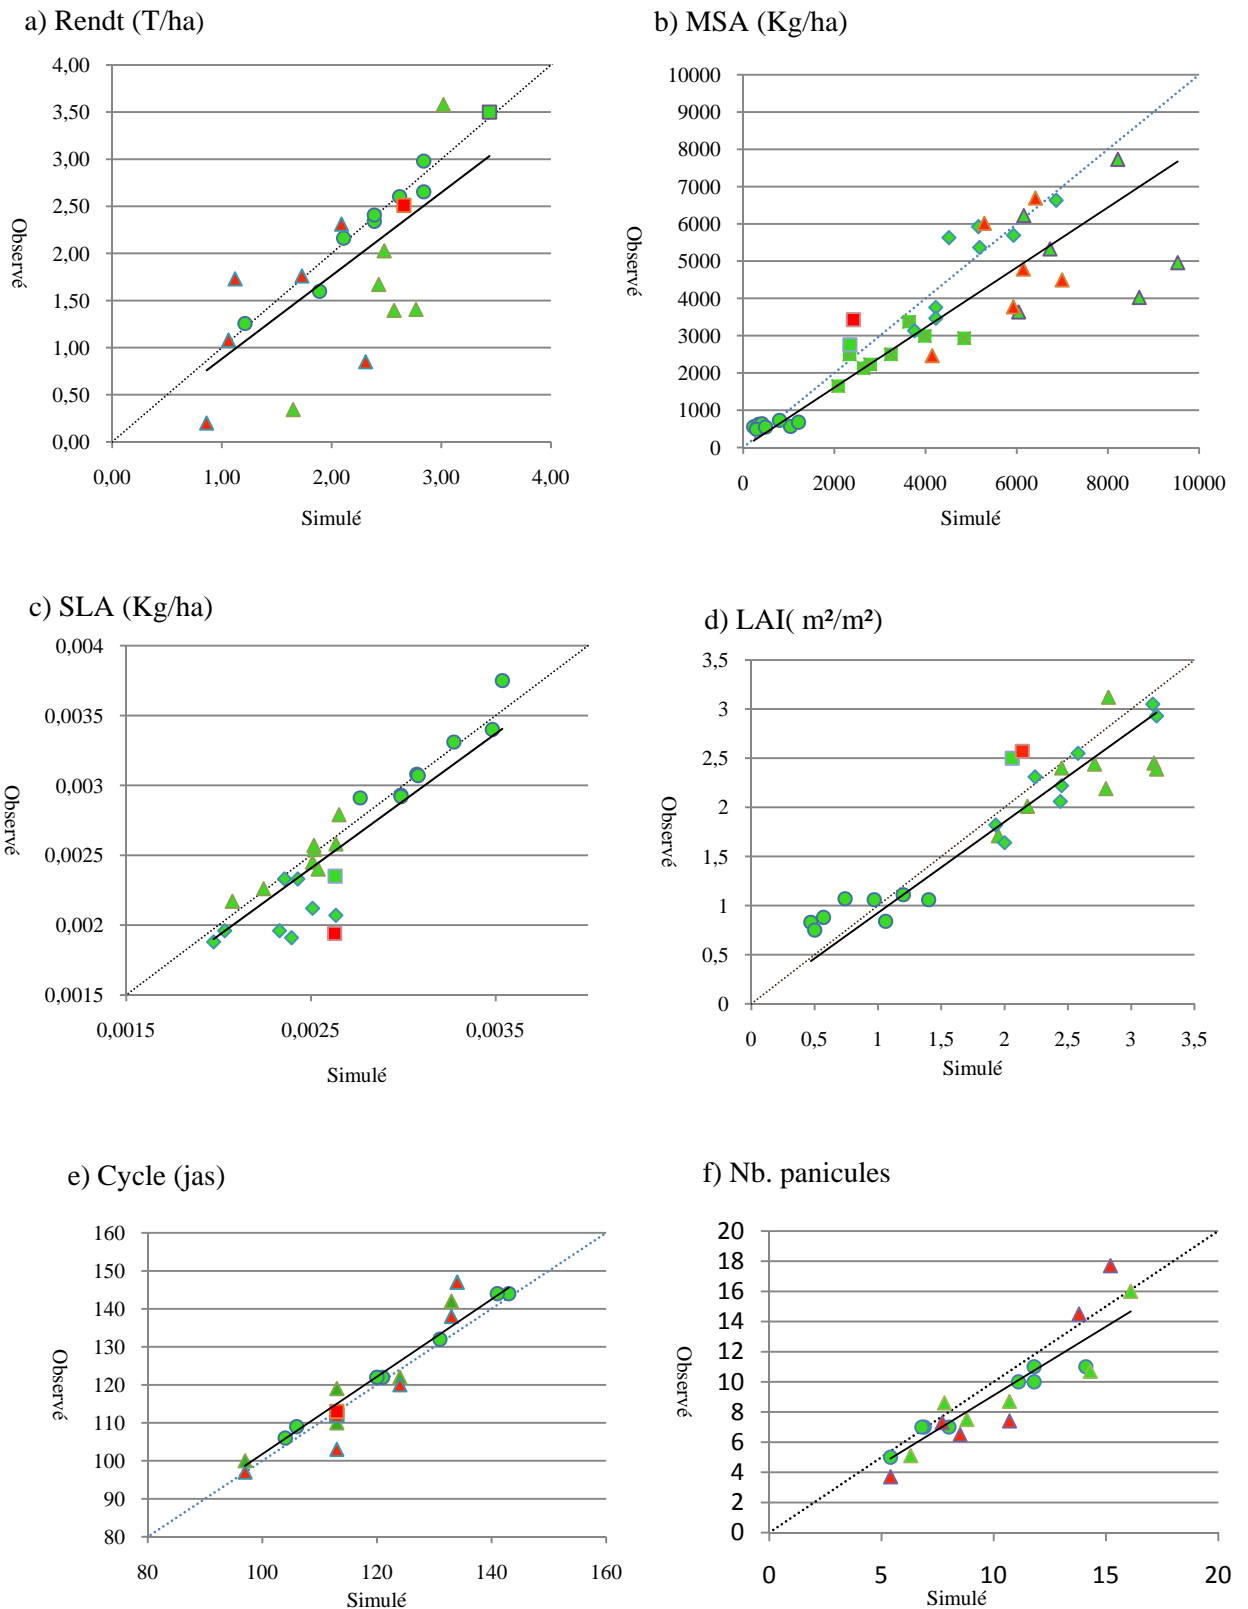 a) Rendt (T/ha)
4,00
3,50
3,00
2,50
2,00
1,50
1,00
0,50
0,00
Observé
0,00 1,00 2,00 3,00 4,00
Simulé
b) MSA (Kg/ha)
10000
9000
8000
7000
6000
5000
4000
3000
2000
1000
0
Observé
0 2000 4000 6000 8000 10000
Simulé
c) SLA (Kg/ha)
0,004
0,0035
0,003
0,0025
0,002
0,0015
Observé
0,0015 0,0025 0,0035
Simulé
d) LAI( m²/m²)
3,5
3
2,5
2
1,5
1
0,5
0
Observé
0 0,5 1 1,5 2 2,5 3 3,5
Simulé
e) Cycle (jas)
160
150
140
130
120
110
100
90
80
Observé
80 100 120 140 160
Simulé
f) Nb. panicules
20
18
16
14
12
10
8
6
4
2
0
Observé
0 5 10 15 20
Simulé